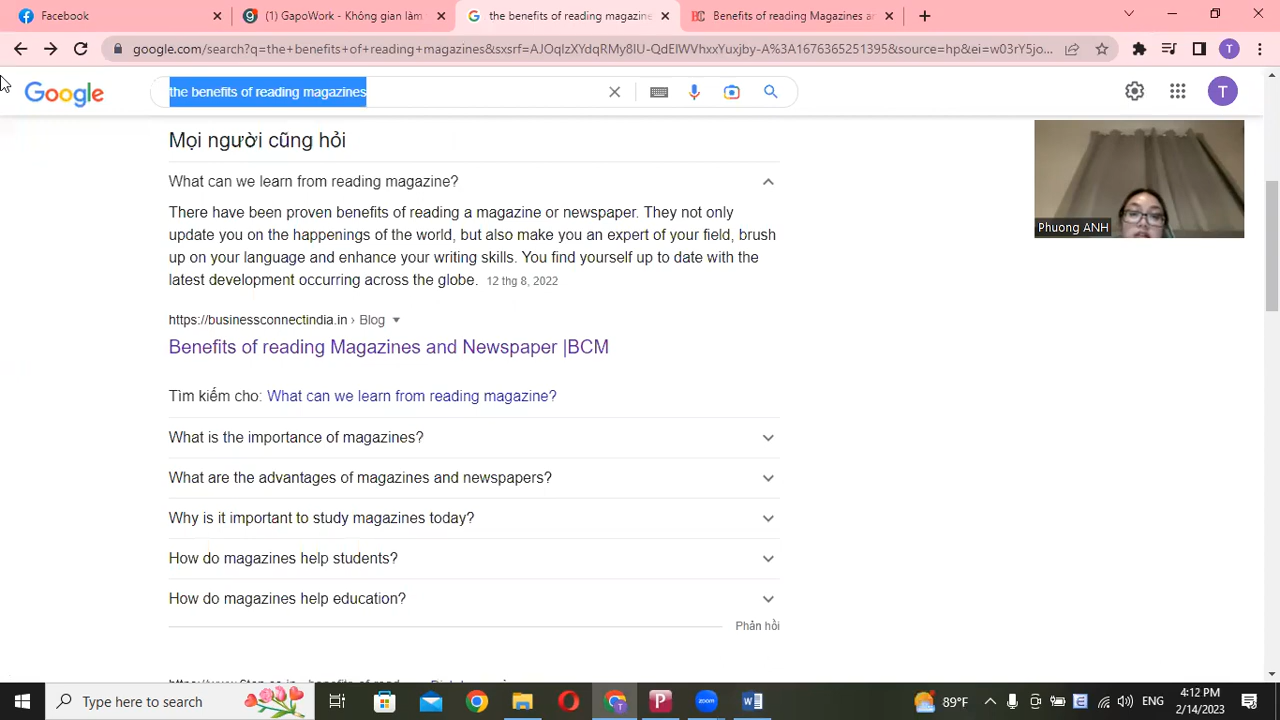 Facebook
(1) GapoWork - Không gian làm
the benefits of reading magazine
Benefits of reading Magazines an
google.com/search?q=the+benefits+of+reading+magazines&sxsrf=AJOqIzXYdqRMy8IU-QdEIWVhxxYuxjby-A%3A1676365251395&source=hp&ei=w03rY5jo...
T
Google
the benefits of reading magazines
T
Mọi người cũng hỏi
What can we learn from reading magazine?
There have been proven benefits of reading a magazine or newspaper. They not only
update you on the happenings of the world, but also make you an expert of your field, brush
up on your language and enhance your writing skills. You find yourself up to date with the
latest development occurring across the globe. 12 thg 8, 2022
Phuong ANH
https://businessconnectindia.in › Blog
Benefits of reading Magazines and Newspaper |BCM
Tìm kiếm cho: What can we learn from reading magazine?
What is the importance of magazines?
What are the advantages of magazines and newspapers?
Why is it important to study magazines today?
How do magazines help students?
How do magazines help education?
Phản hồi
Type here to search
zoom
89°F
ENG
4:12 PM
2/14/2023